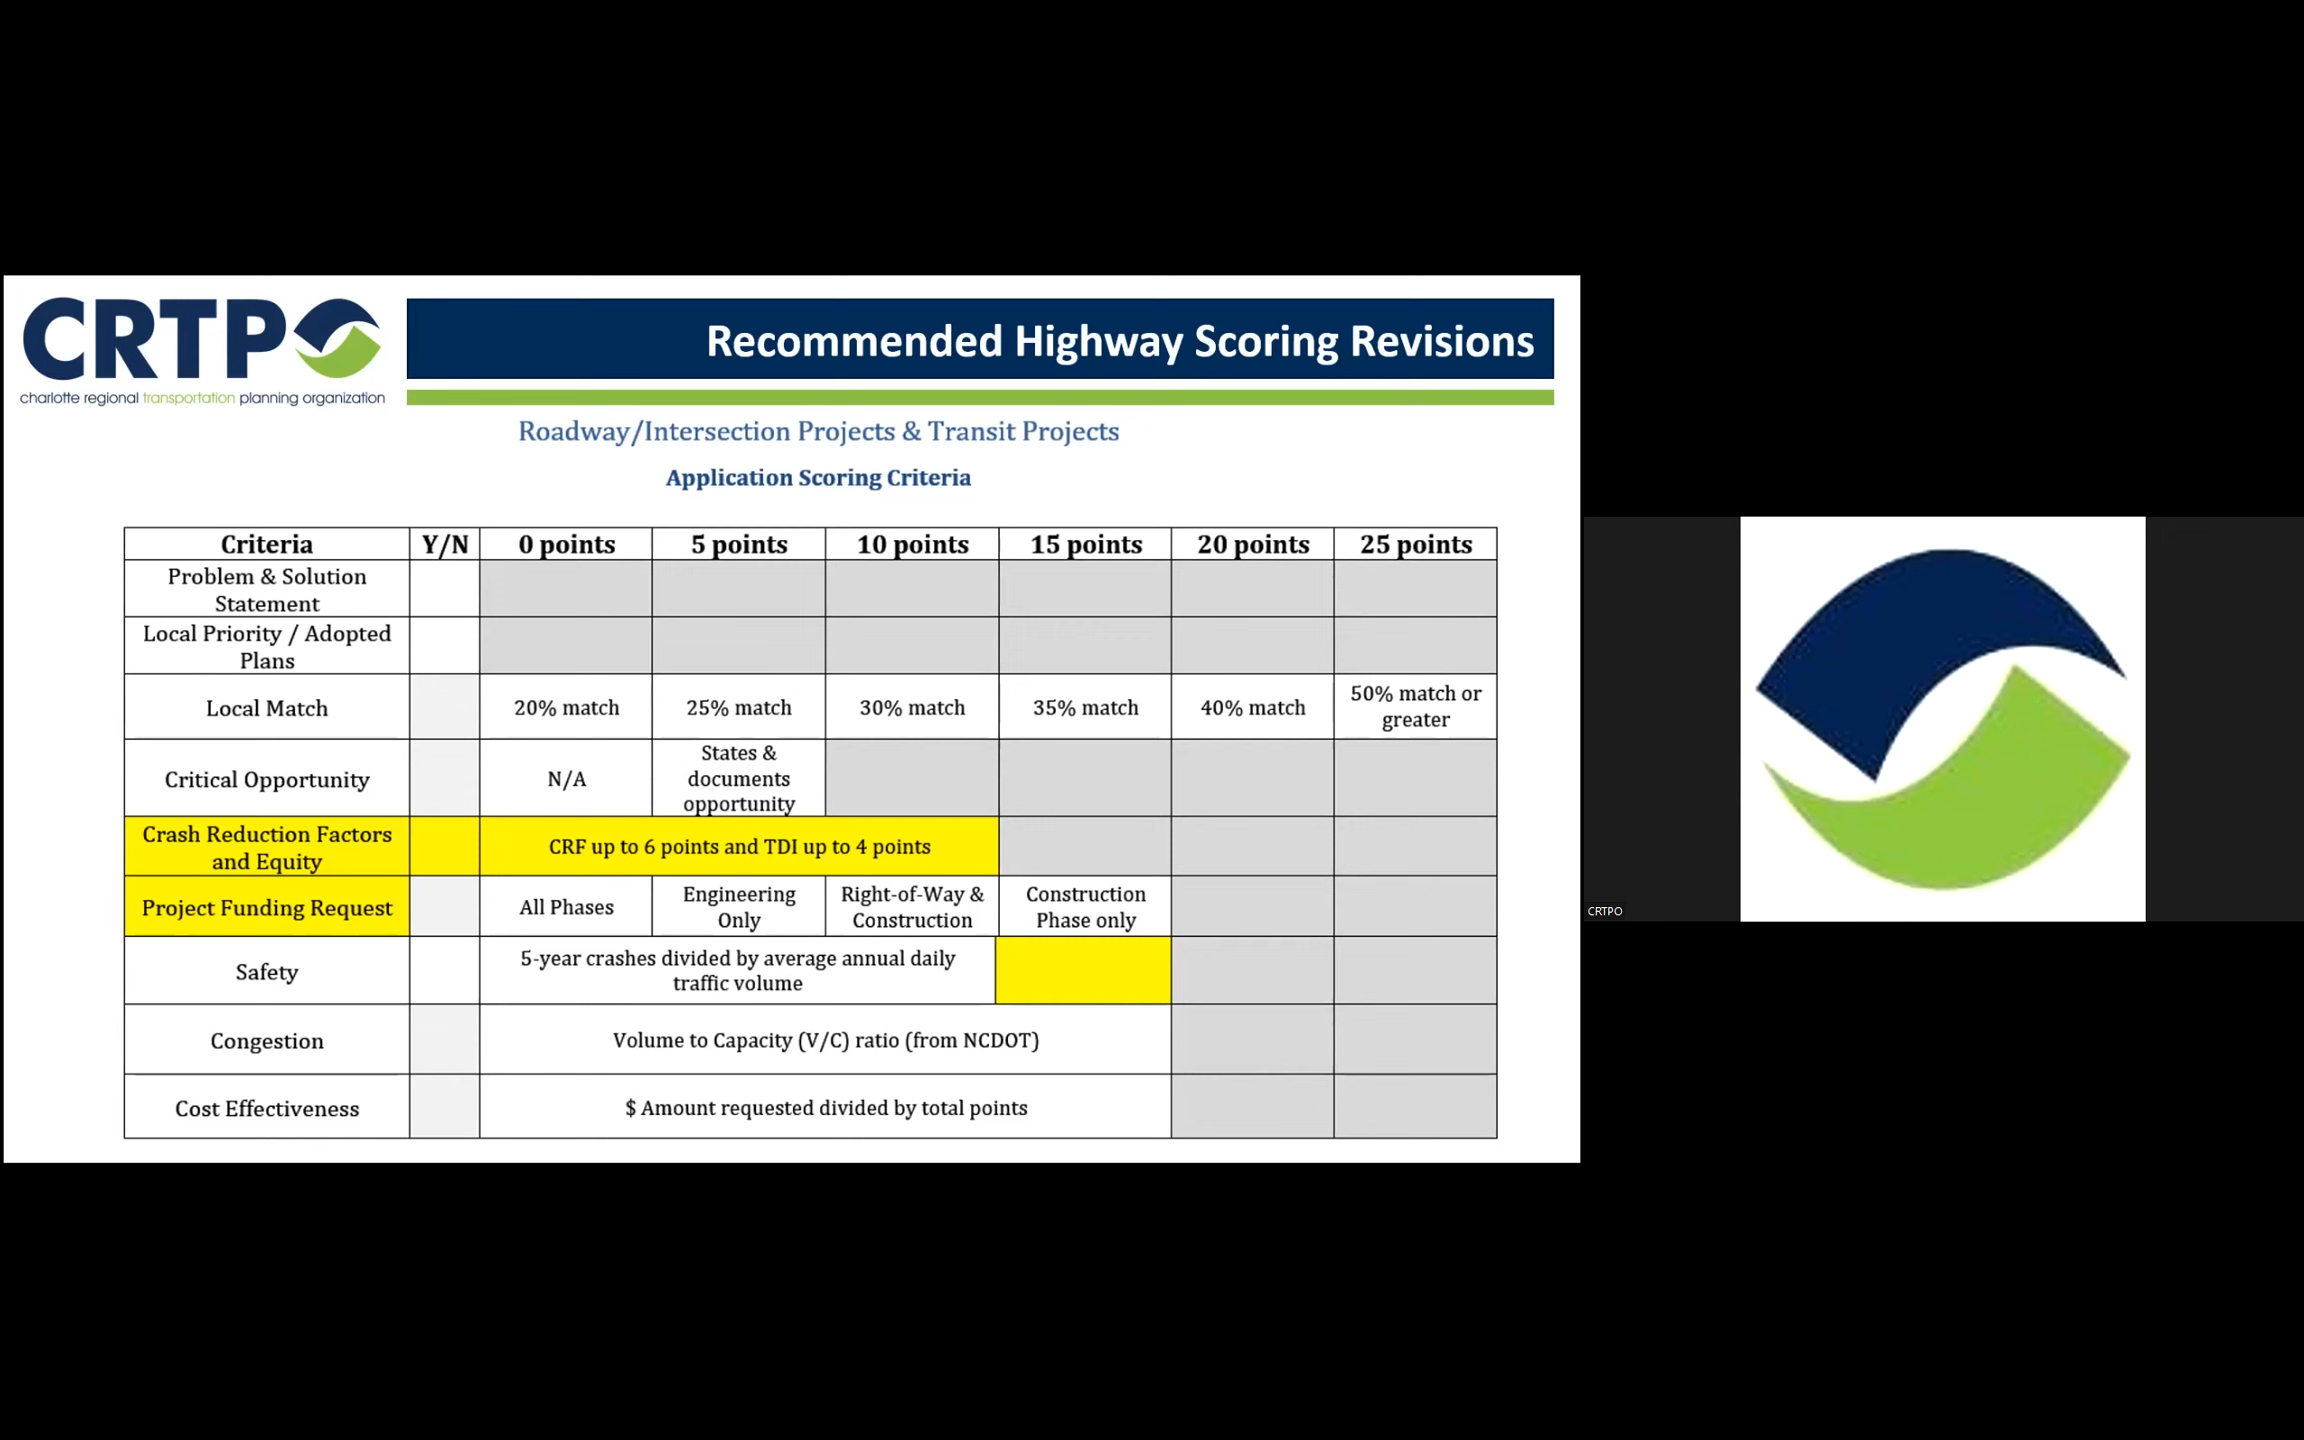 CRTP
charlotte regional transportation planning organization
Recommended Highway Scoring Revisions
Roadway/Intersection Projects & Transit Projects
Application Scoring Criteria
Criteria Y/N 0 points 5 points 10 points 15 points 20 points 25 points
Problem & Solution
Statement
Local Priority / Adopted
Plans
Local Match 20% match 25% match 30% match 35% match 40% match 50% match or
greater
Critical Opportunity N/A States &
documents
opportunity
Crash Reduction Factors
and Equity
CRF up to 6 points and TDI up to 4 points
Project Funding Request All Phases Engineering
Only
Right-of-Way &
Construction
Construction
Phase only
Safety 5-year crashes divided by average annual daily
traffic volume
Congestion Volume to Capacity (V/C) ratio (from NCDOT)
Cost Effectiveness $ Amount requested divided by total points
CRTPO